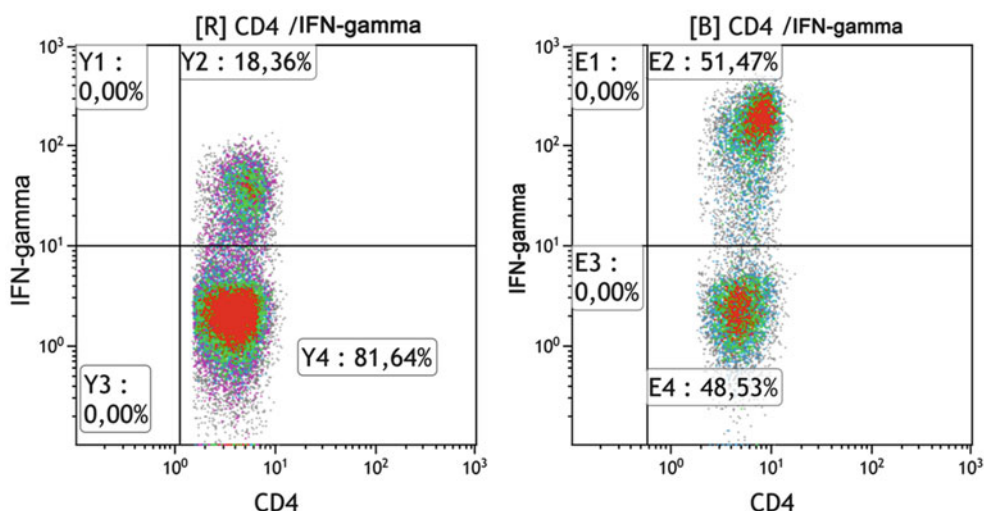 [R] CD4 /IFN-gamma
10³
Y1 :
0,00%
Y2 : 18,36%
10²
10¹
10⁰
IFN-gamma
Y4 : 81,64%
Y3 :
0,00%
10⁰ 10¹ 10² 10³
CD4
[B] CD4 /IFN-gamma
10³
E1 :
0,00%
E2 : 51,47%
10²
10¹
E3 :
0,00%
10⁰
IFN-gamma
E4 : 48,53%
10⁰ 10¹ 10² 10³
CD4